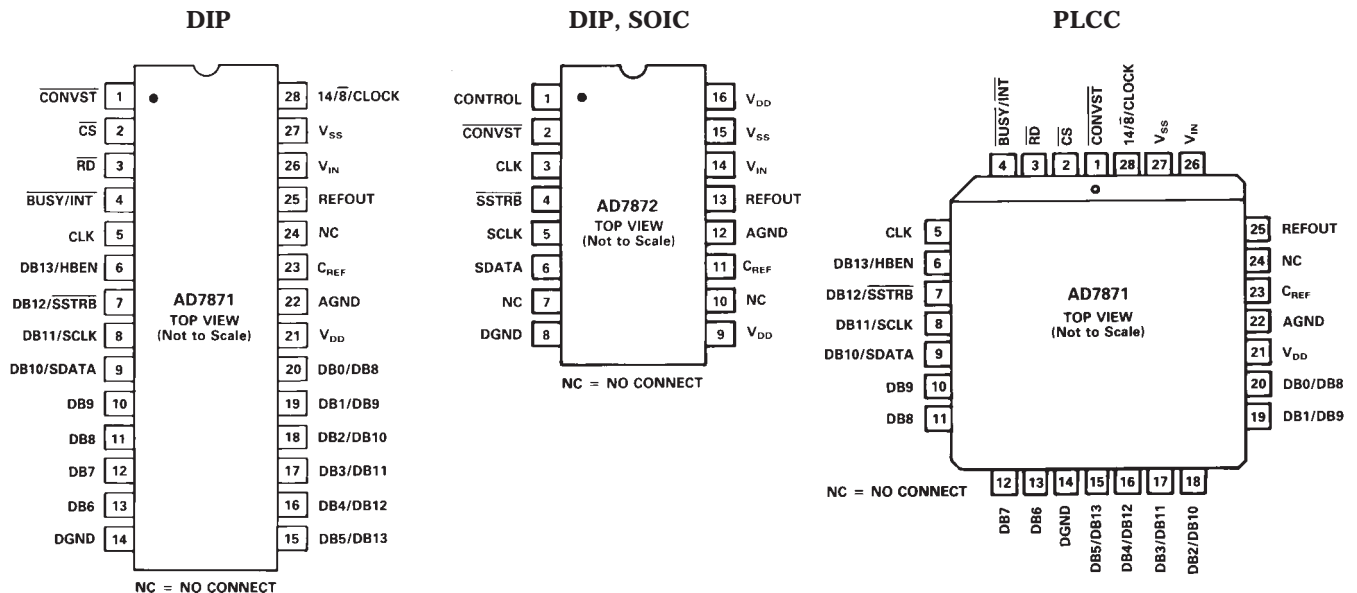 DIP
CONVST 1
CS 2
RD 3
BUSY/INT 4
CLK 5
DB13/HBEN 6
DB12/SSTRB 7
DB11/SCLK 8
DB10/SDATA 9
DB9 10
DB8 11
DB7 12
DB6 13
DGND 14
AD7871
TOP VIEW
(Not to Scale)
28 14/8/CLOCK
27 VSS
26 VIN
25 REFOUT
24 NC
23 CREF
22 AGND
21 VDD
20 DB0/DB8
19 DB1/DB9
18 DB2/DB10
17 DB3/DB11
16 DB4/DB12
15 DB5/DB13
NC = NO CONNECT
DIP, SOIC
CONTROL 1
CONVST 2
CLK 3
SSTRB 4
SCLK 5
SDATA 6
NC 7
DGND 8
AD7872
TOP VIEW
(Not to Scale)
16 VDD
15 VSS
14 VIN
13 REFOUT
12 AGND
11 CREF
10 NC
9 VDD
NC = NO CONNECT
PLCC
BUSY/INT 4
RD 3
CS 2
CONVST 1
14/8/CLOCK 28
VSS 27
VIN 26
CLK 5
DB13/HBEN 6
DB12/SSTRB 7
DB11/SCLK 8
DB10/SDATA 9
DB9 10
DB8 11
AD7871
TOP VIEW
(Not to Scale)
25 REFOUT
24 NC
23 CREF
22 AGND
21 VDD
20 DB0/DB8
19 DB1/DB9
NC = NO CONNECT
12 DB7
13 DB6
14 DGND
15 DB5/DB13
16 DB4/DB12
17 DB3/DB11
18 DB2/DB10